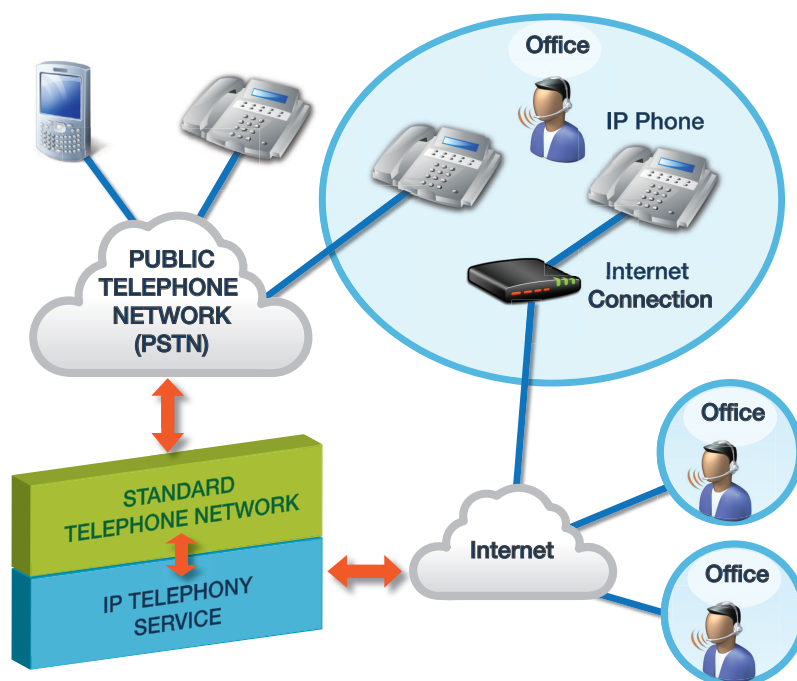 Office
IP Phone
PUBLIC
TELEPHONE
NETWORK
(PSTN)
Internet
Connection
Office
STANDARD
TELEPHONE NETWORK
Internet
IP TELEPHONY
SERVICE
Office